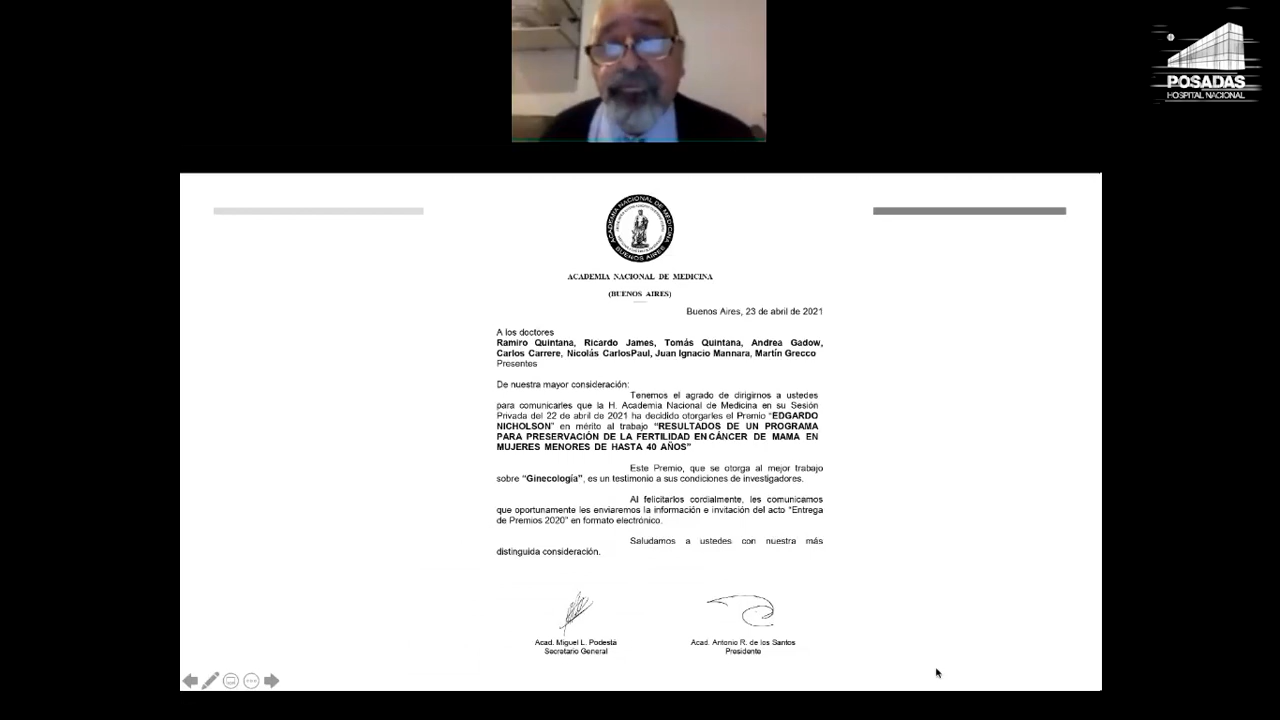 POSADAS
HOSPITAL NACIONAL
ACADEMIA NACIONAL DE MEDICINA
BUENOS AIRES
ACADEMIA NACIONAL DE MEDICINA
(BUENOS AIRES)
Buenos Aires, 23 de abril de 2021
A los doctores
Ramiro Quintana, Ricardo James, Tomás Quintana, Andrea Gadow,
Carlos Carrere, Nicolás CarlosPaul, Juan Ignacio Mannara, Martín Grecco
Presentes
De nuestra mayor consideración:
Tenemos el agrado de dirigirnos a ustedes
para comunicarles que la H. Academia Nacional de Medicina en su Sesión
Privada del 22 de abril de 2021 ha decidido otorgarles el Premio “EDGARDO
NICHOLSON” en mérito al trabajo “RESULTADOS DE UN PROGRAMA
PARA PRESERVACIÓN DE LA FERTILIDAD EN CÁNCER DE MAMA EN
MUJERES MENORES DE HASTA 40 AÑOS”
Este Premio, que se otorga al mejor trabajo
sobre “Ginecología”, es un testimonio a sus condiciones de investigadores.
Al felicitarlos cordialmente, les comunicamos
que oportunamente les enviaremos la información e invitación del acto “Entrega
de Premios 2020” en formato electrónico.
Saludamos a ustedes con nuestra más
distinguida consideración.
Acad. Miguel L. Podestá
Secretario General
Acad. Antonio R. de los Santos
Presidente